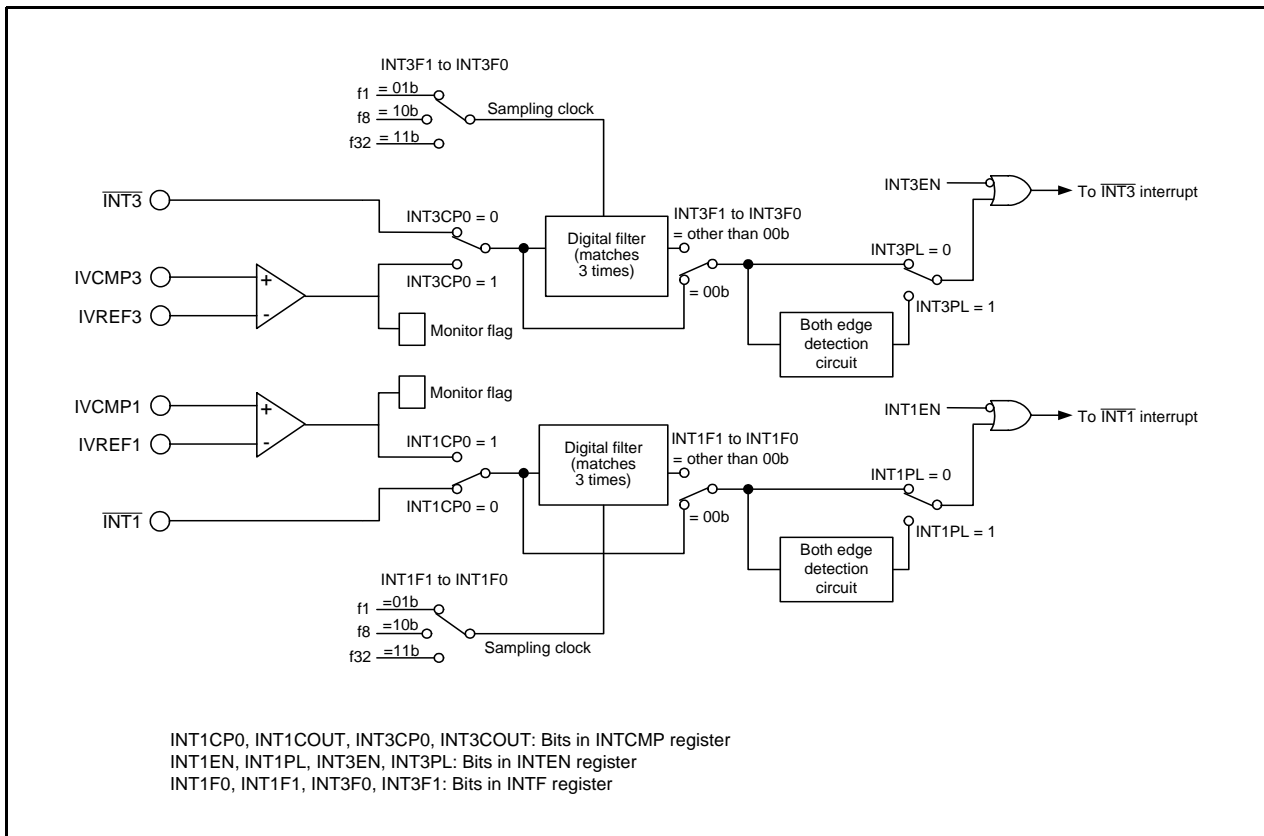 INT3F1 to INT3F0
f1 = 01b
f8 = 10b
f32 = 11b
Sampling clock
INT3
INT3CP0 = 0
Digital filter
(matches
3 times)
INT3F1 to INT3F0
= other than 00b
INT3EN
To INT3 interrupt
INT3PL = 0
IVCMP3
+
IVREF3
-
INT3CP0 = 1
= 00b
INT3PL = 1
Monitor flag
Both edge
detection
circuit
Monitor flag
IVCMP1
+
IVREF1
-
INT1CP0 = 1
Digital filter
(matches
3 times)
INT1F1 to INT1F0
= other than 00b
INT1EN
To INT1 interrupt
INT1PL = 0
INT1
INT1CP0 = 0
= 00b
INT1PL = 1
Both edge
detection
circuit
INT1F1 to INT1F0
f1 =01b
f8 =10b
f32 =11b
Sampling clock
INT1CP0, INT1COUT, INT3CP0, INT3COUT: Bits in INTCMP register
INT1EN, INT1PL, INT3EN, INT3PL: Bits in INTEN register
INT1F0, INT1F1, INT3F0, INT3F1: Bits in INTF register